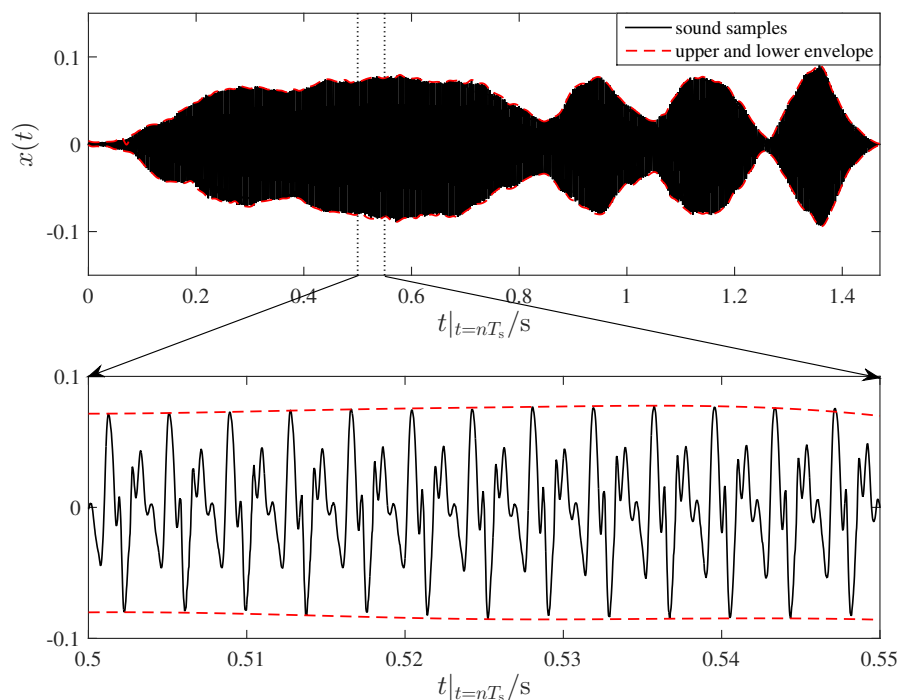 0.1
0
-0.1
x(t)
sound samples
upper and lower envelope
0 0.2 0.4 0.6 0.8 1 1.2 1.4
t|t=nTs/s
0.1
0
-0.1
0.5 0.51 0.52 0.53 0.54 0.55
t|t=nTs/s